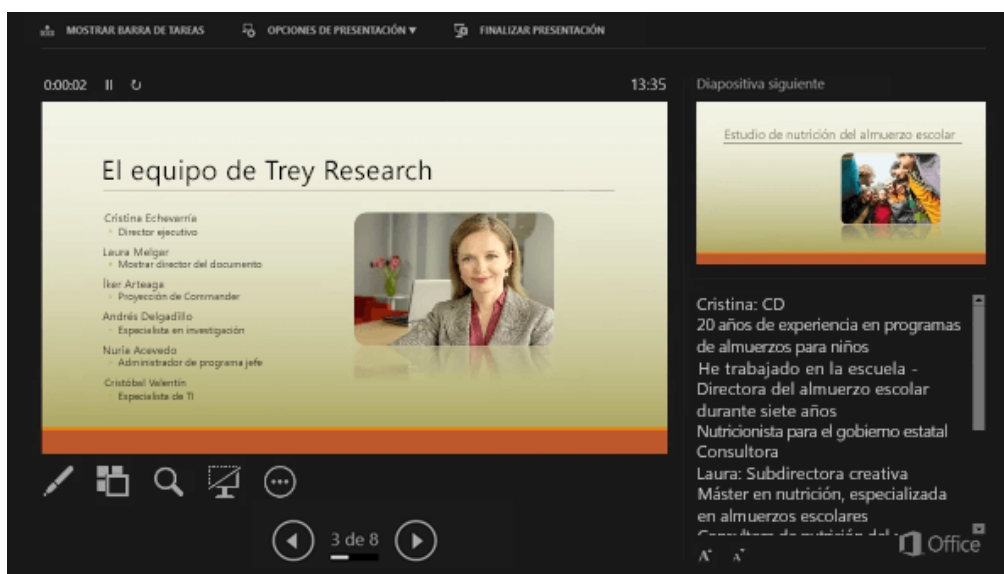 MOSTRAR BARRA DE TAREAS
OPCIONES DE PRESENTACIÓN ▼
FINALIZAR PRESENTACIÓN
0:00:02
13:35
El equipo de Trey Research
Cristina Echevarría
Director ejecutivo
Laura Melger
Mostrar director del documento
Íker Arteaga
Proyección de Commander
Andrés Delgadillo
Especialista en investigación
Nuria Acevedo
Administrador de programa jefe
Cristóbal Valentín
Especialista de TI
3 de 8
Diapositiva siguiente
Estudio de nutrición del almuerzo escolar
Cristina: CD
20 años de experiencia en programas
de almuerzos para niños
He trabajado en la escuela -
Directora del almuerzo escolar
durante siete años
Nutricionista para el gobierno estatal
Consultora
Laura: Subdirectora creativa
Máster en nutrición, especializada
en almuerzos escolares
Consultora de nutrición del
A A
Office